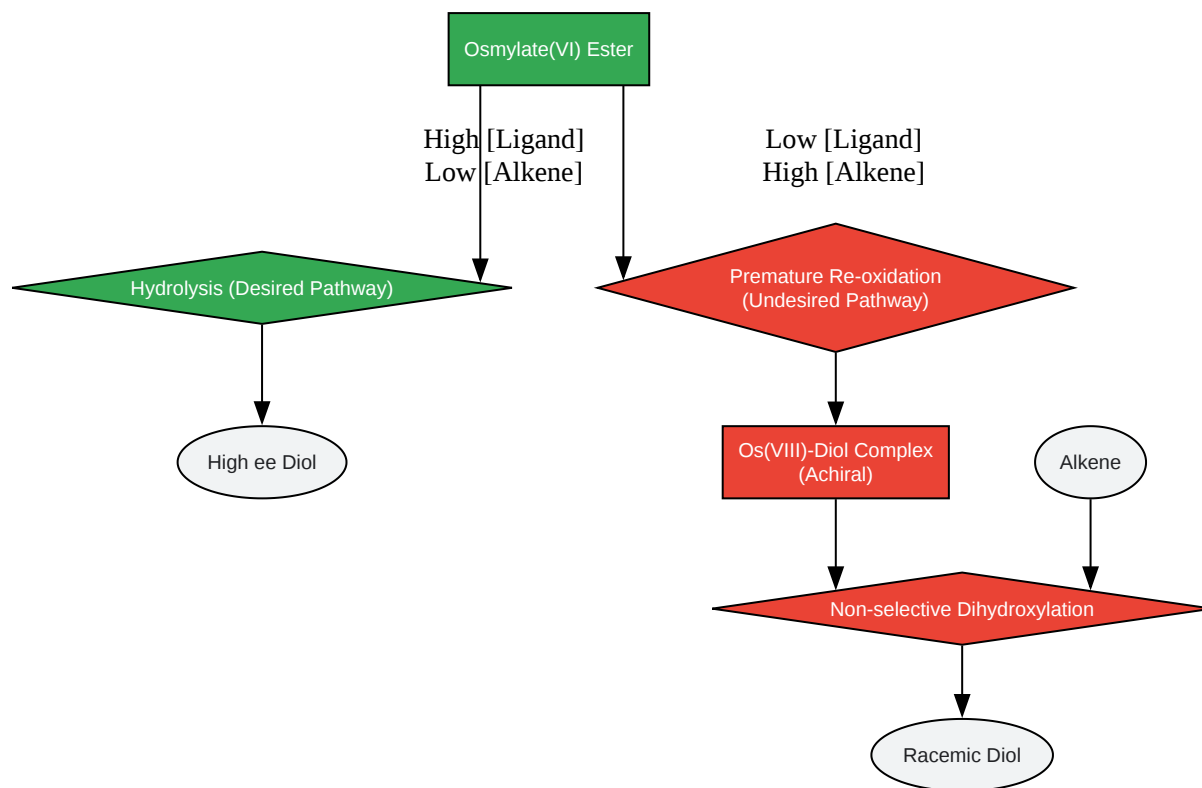 Osmylate(VI) Ester
High [Ligand]
Low [Alkene]
Low [Ligand]
High [Alkene]
Hydrolysis (Desired Pathway)
Premature Re-oxidation
(Undesired Pathway)
High ee Diol
Os(VIII)-Diol Complex
(Achiral)
Alkene
Non-selective Dihydroxylation
Racemic Diol